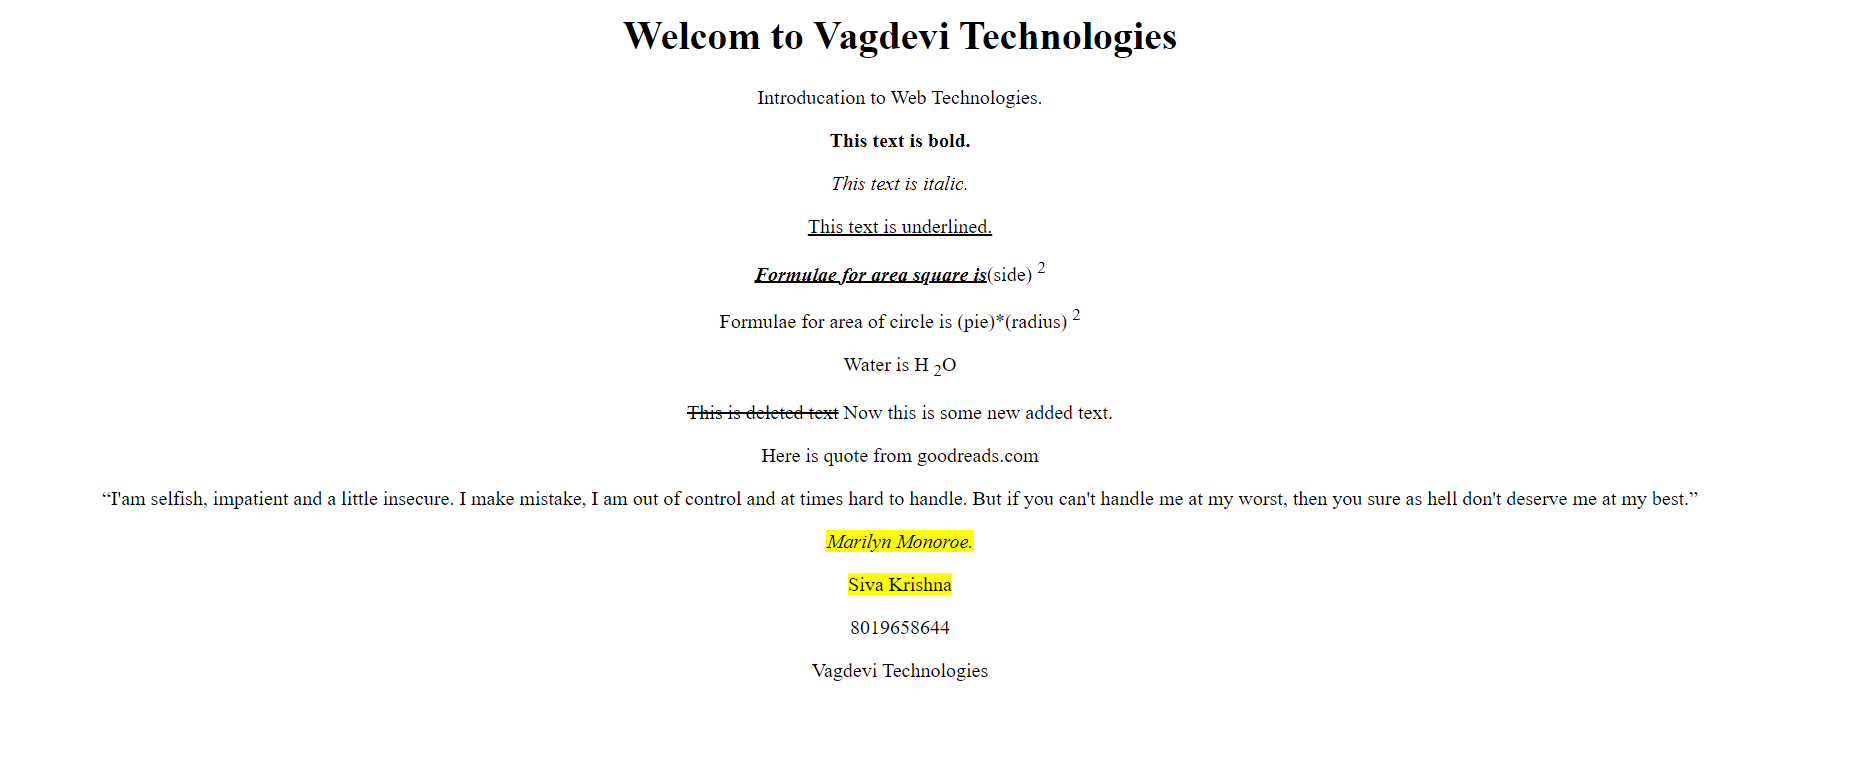 Welcom to Vagdevi Technologies
Introducation to Web Technologies.
This text is bold.
This text is italic.
This text is underlined.
Formulae for area square is(side) 2
Formulae for area of circle is (pie)*(radius) 2
Water is H 2O
This is deleted text Now this is some new added text.
Here is quote from goodreads.com
“I'am selfish, impatient and a little insecure. I make mistake, I am out of control and at times hard to handle. But if you can't handle me at my worst, then you sure as hell don't deserve me at my best.”
Marilyn Monoroe.
Siva Krishna
8019658644
Vagdevi Technologies